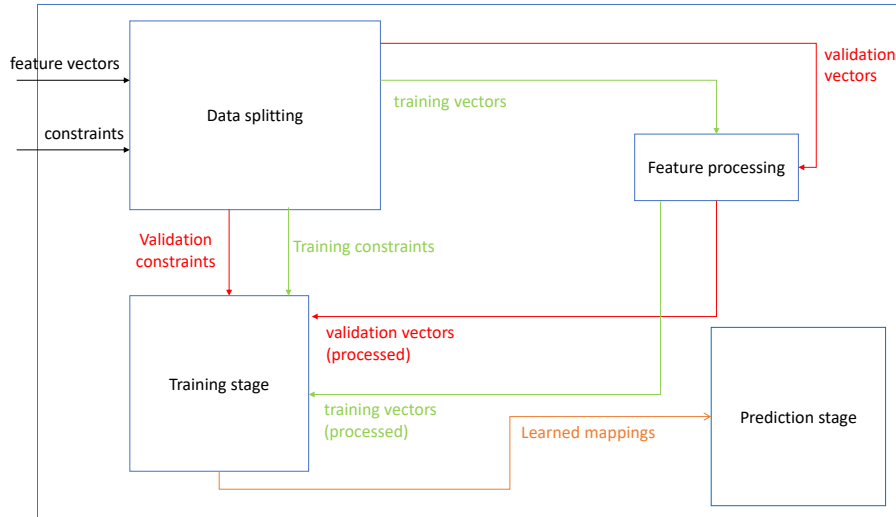 feature vectors
constraints
Data splitting
validation
vectors
training vectors
Feature processing
Validation
constraints
Training constraints
validation vectors
(processed)
Training stage
training vectors
(processed)
Learned mappings
Prediction stage